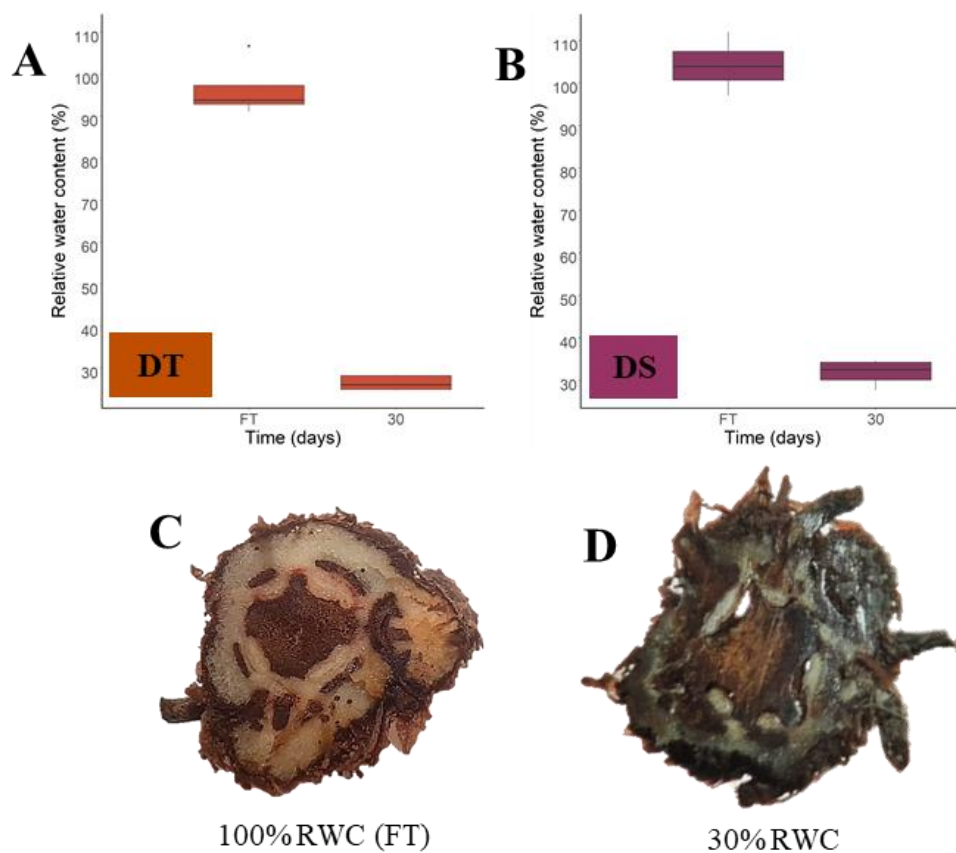 A
Relative water content (%)
110
100
90
80
70
60
50
40
30
DT
FT
30
Time (days)
B
Relative water content (%)
110
100
90
80
70
60
50
40
30
DS
FT
30
Time (days)
C
100% RWC (FT)
D
30% RWC